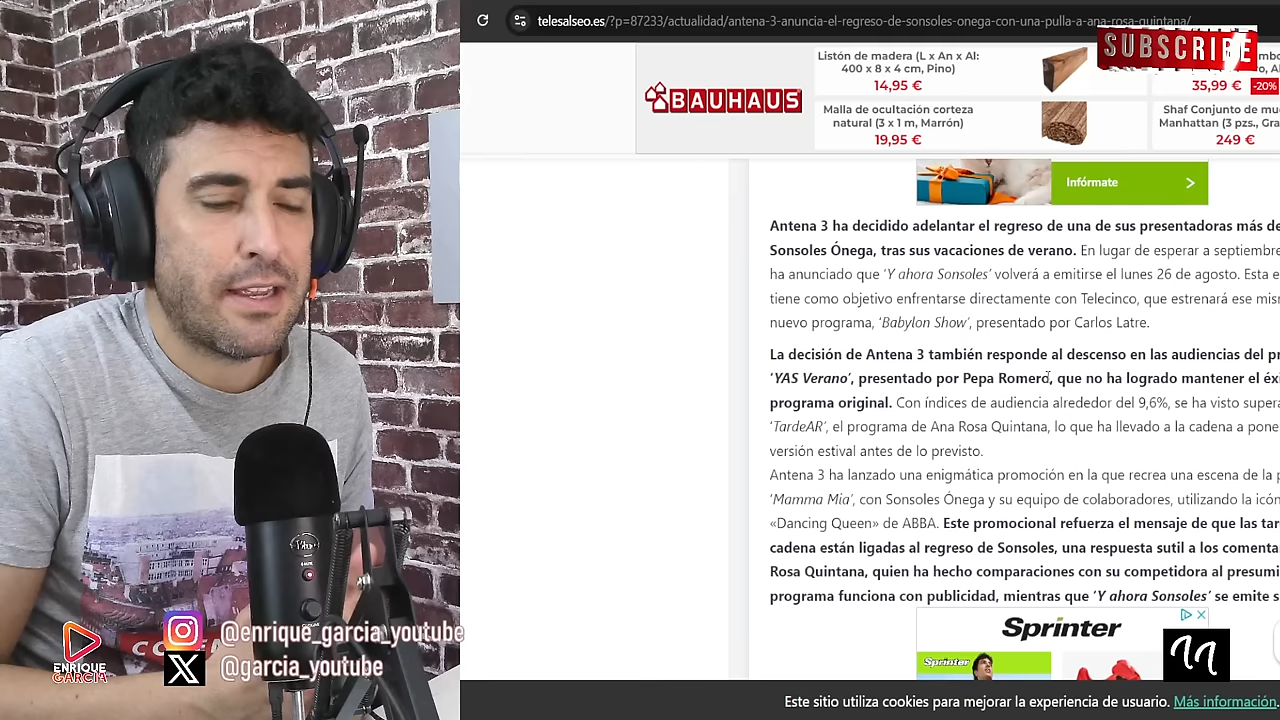 telesalseo.es/?p=87233/actualidad/antena-3-anuncia-el-regreso-de-sonsoles-onega-con-una-pulla-a-ana-rosa-quintana/
SUBSCRIBE
BAUHAUS
Listón de madera (L x An x Al:
400 x 8 x 4 cm, Pino)
14,95 €
35,99 €
-20%
Malla de ocultación corteza
natural (3 x 1 m, Marrón)
19,95 €
Shaf Conjunto de mu
Manhattan (3 pzs., Gra
249 €
Infórmate
Antena 3 ha decidido adelantar el regreso de una de sus presentadoras más de
Sonsoles Ónega, tras sus vacaciones de verano. En lugar de esperar a septiembre
ha anunciado que ‘Y ahora Sonsoles’ volverá a emitirse el lunes 26 de agosto. Esta e
tiene como objetivo enfrentarse directamente con Telecinco, que estrenará ese mis
nuevo programa, ‘Babylon Show’, presentado por Carlos Latre.
La decisión de Antena 3 también responde al descenso en las audiencias del pr
‘YAS Verano’, presentado por Pepa Romero, que no ha logrado mantener el éxi
programa original. Con índices de audiencia alrededor del 9,6%, se ha visto supera
‘TardeAR’, el programa de Ana Rosa Quintana, lo que ha llevado a la cadena a pone
versión estival antes de lo previsto.
Antena 3 ha lanzado una enigmática promoción en la que recrea una escena de la p
‘Mamma Mia’, con Sonsoles Ónega y su equipo de colaboradores, utilizando la icón
«Dancing Queen» de ABBA. Este promocional refuerza el mensaje de que las tar
cadena están ligadas al regreso de Sonsoles, una respuesta sutil a los comenta
Rosa Quintana, quien ha hecho comparaciones con su competidora al presumi
programa funciona con publicidad, mientras que ‘Y ahora Sonsoles’ se emite s
Sprinter
Sprinter
Este sitio utiliza cookies para mejorar la experiencia de usuario. Más información.
ENRIQUE
GARCIA
@enrique_garcia_youtube
@garcia_youtube